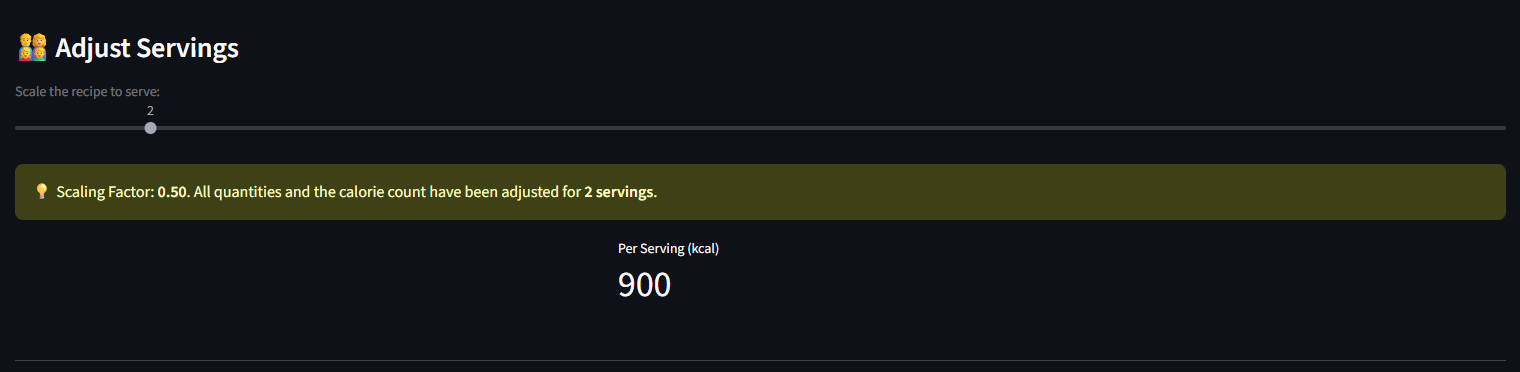 Adjust Servings
Scale the recipe to serve:
2
Scaling Factor: 0.50. All quantities and the calorie count have been adjusted for 2 servings.
Per Serving (kcal)
900